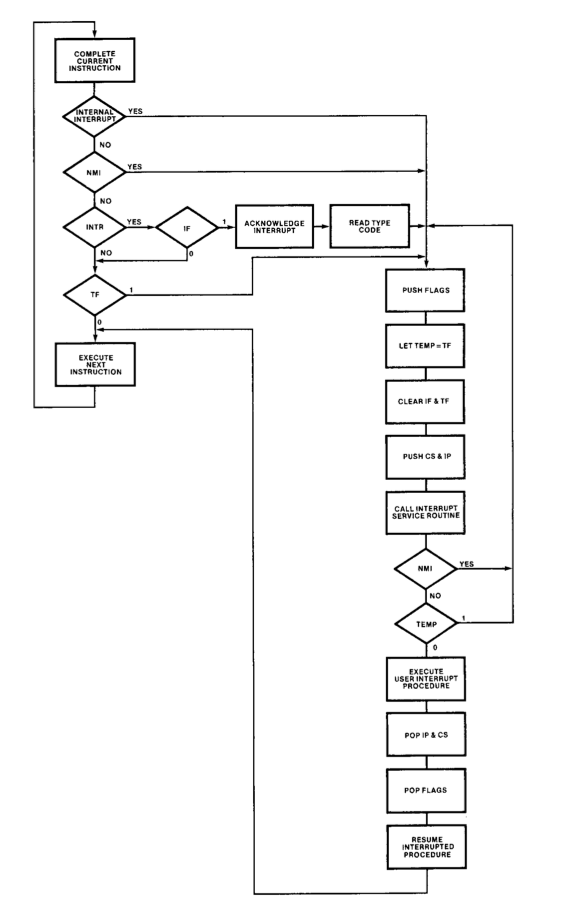 COMPLETE
CURRENT
INSTRUCTION
INTERNAL
INTERRUPT
YES
NO
NMI
YES
NO
INTR
YES
IF
1
ACKNOWLEDGE
INTERRUPT
READ TYPE
CODE
NO
0
TF
1
0
EXECUTE
NEXT
INSTRUCTION
PUSH FLAGS
LET TEMP = TF
CLEAR IF & TF
PUSH CS & IP
CALL INTERRUPT
SERVICE ROUTINE
NMI
YES
NO
TEMP
1
0
EXECUTE
USER INTERRUPT
PROCEDURE
POP IP & CS
POP FLAGS
RESUME
INTERRUPTED
PROCEDURE